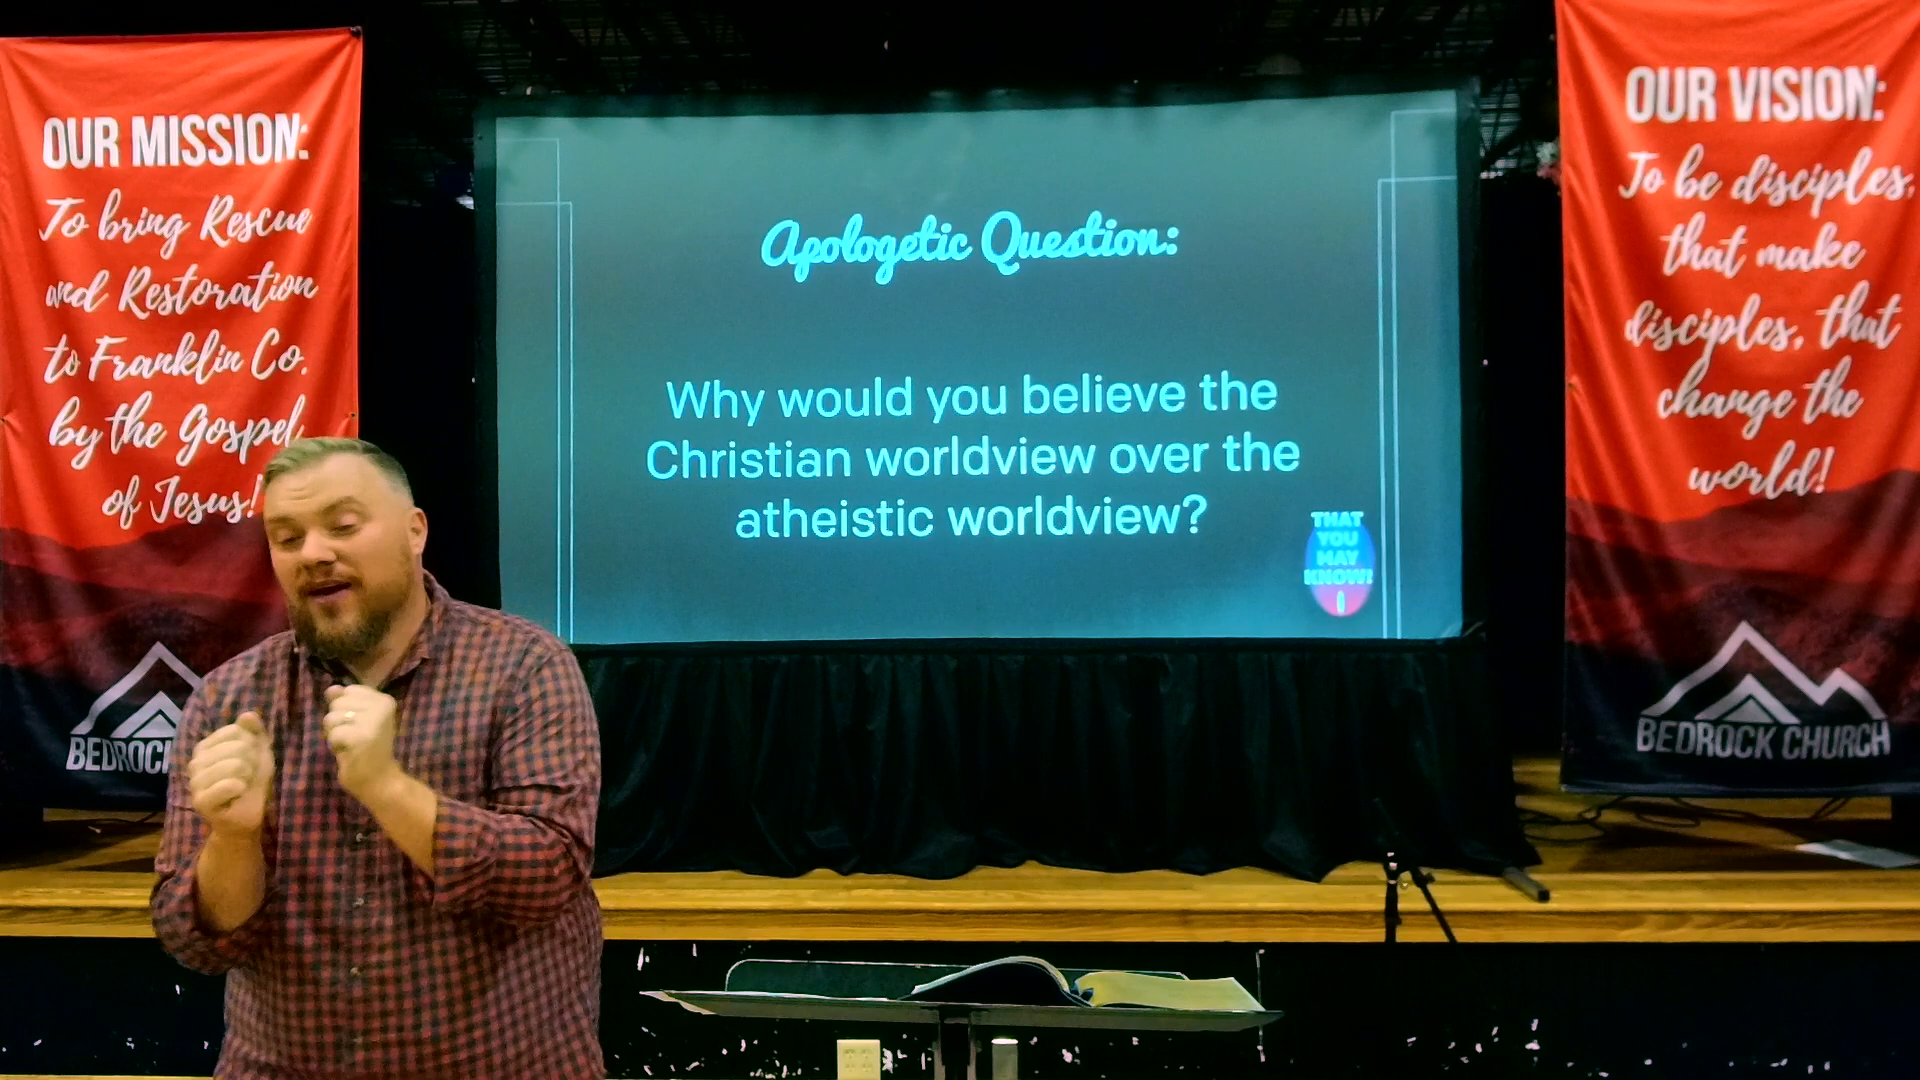 OUR MISSION:
To bring Rescue
and Restoration
to Franklin Co.
by the Gospel
of Jesus!
BEDROCK
Apologetic Question:
Why would you believe the
Christian worldview over the
atheistic worldview?
THAT
YOU
MAY
KNOW!
OUR VISION:
To be disciples,
that make
disciples, that
change the
world!
BEDROCK CHURCH